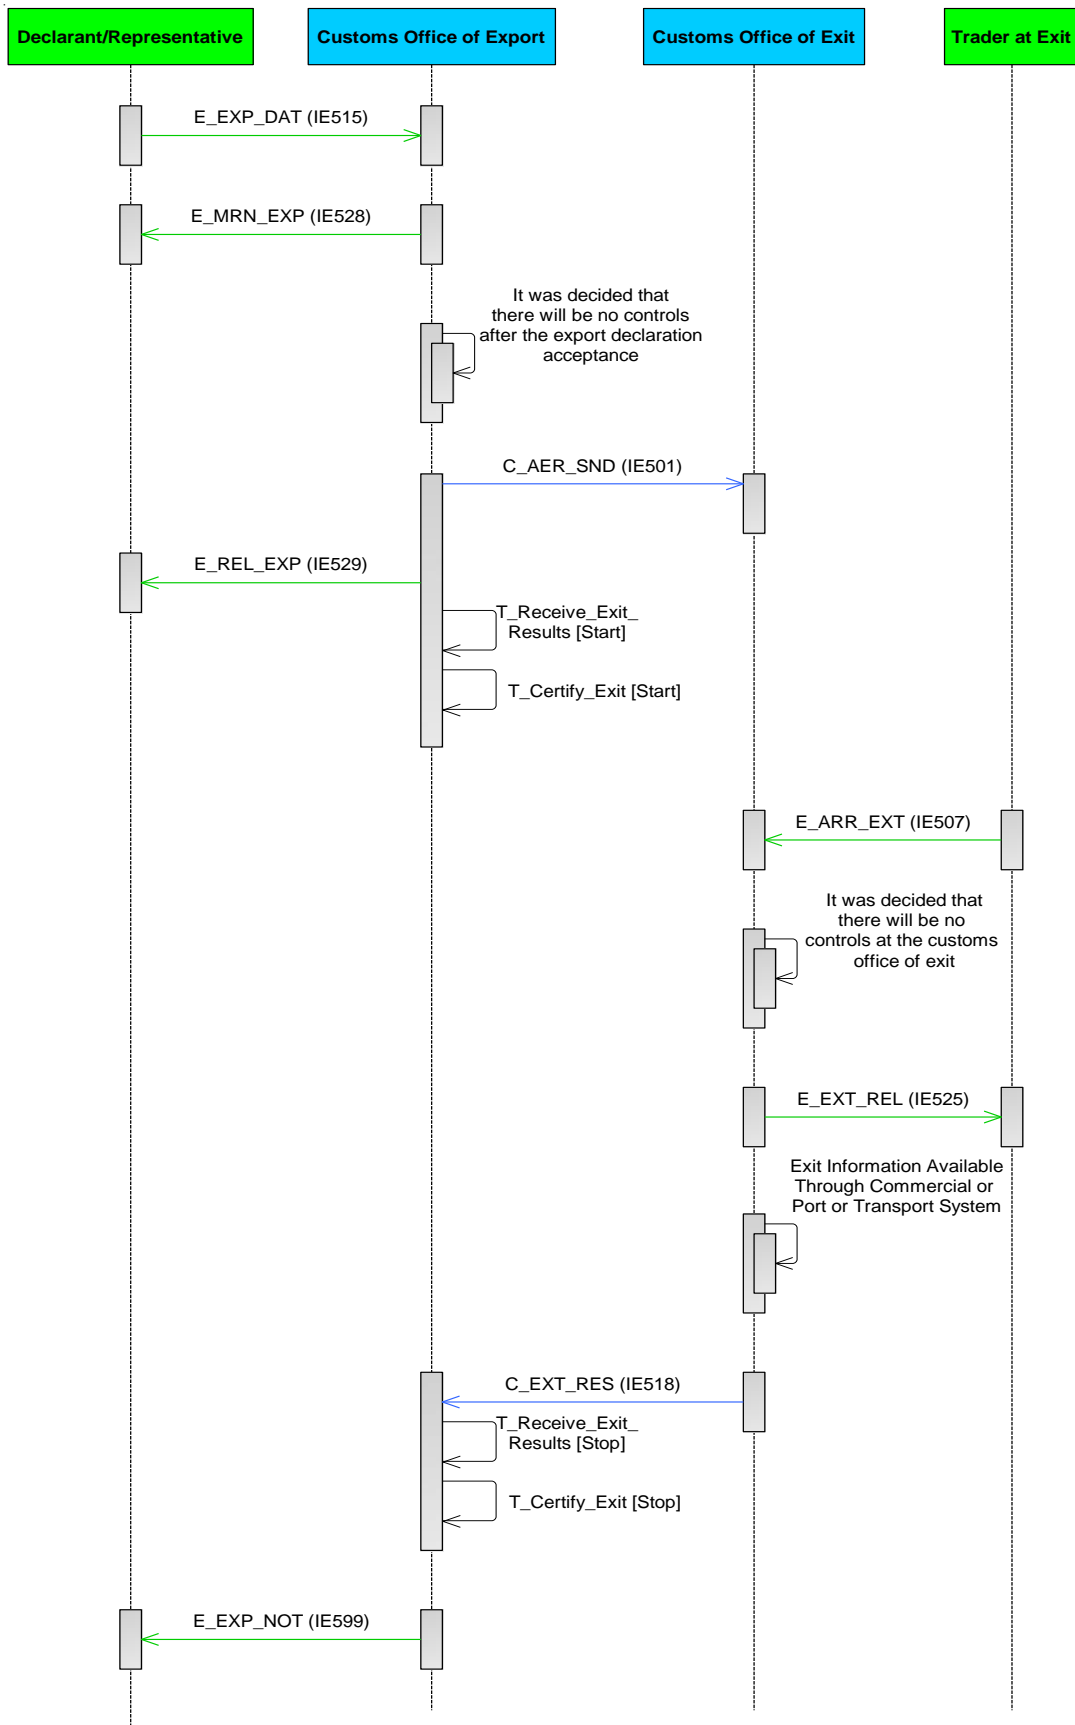 Declarant/Representative
Customs Office of Export
Customs Office of Exit
Trader at Exit
E_EXP_DAT (IE515)
E_MRN_EXP (IE528)
It was decided that
there will be no controls
after the export declaration
acceptance
C_AER_SND (IE501)
E_REL_EXP (IE529)
T_Receive_Exit_
Results [Start]
T_Certify_Exit [Start]
E_ARR_EXT (IE507)
It was decided that
there will be no
controls at the customs
office of exit
E_EXT_REL (IE525)
Exit Information Available
Through Commercial or
Port or Transport System
C_EXT_RES (IE518)
T_Receive_Exit_
Results [Stop]
T_Certify_Exit [Stop]
E_EXP_NOT (IE599)